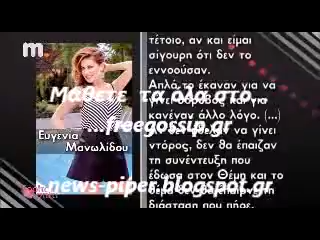 m.
τέτοιο, αν και είμαι
σίγουρη ότι δεν το
εννοούσαν.
Απλά το έκαναν για να
κανέναν άλλο λόγο. (...)
να γίνει
ντόρος, δεν θα έπαιζαν
τη συνέντευξη που
έδωσα στον Θέμη και το
διάσταση που πήρε.
Μάθετε τα όλα στο...
...freegossip.gr
Ευγενία
Μανωλίδου
news-piper.blogspot.gr